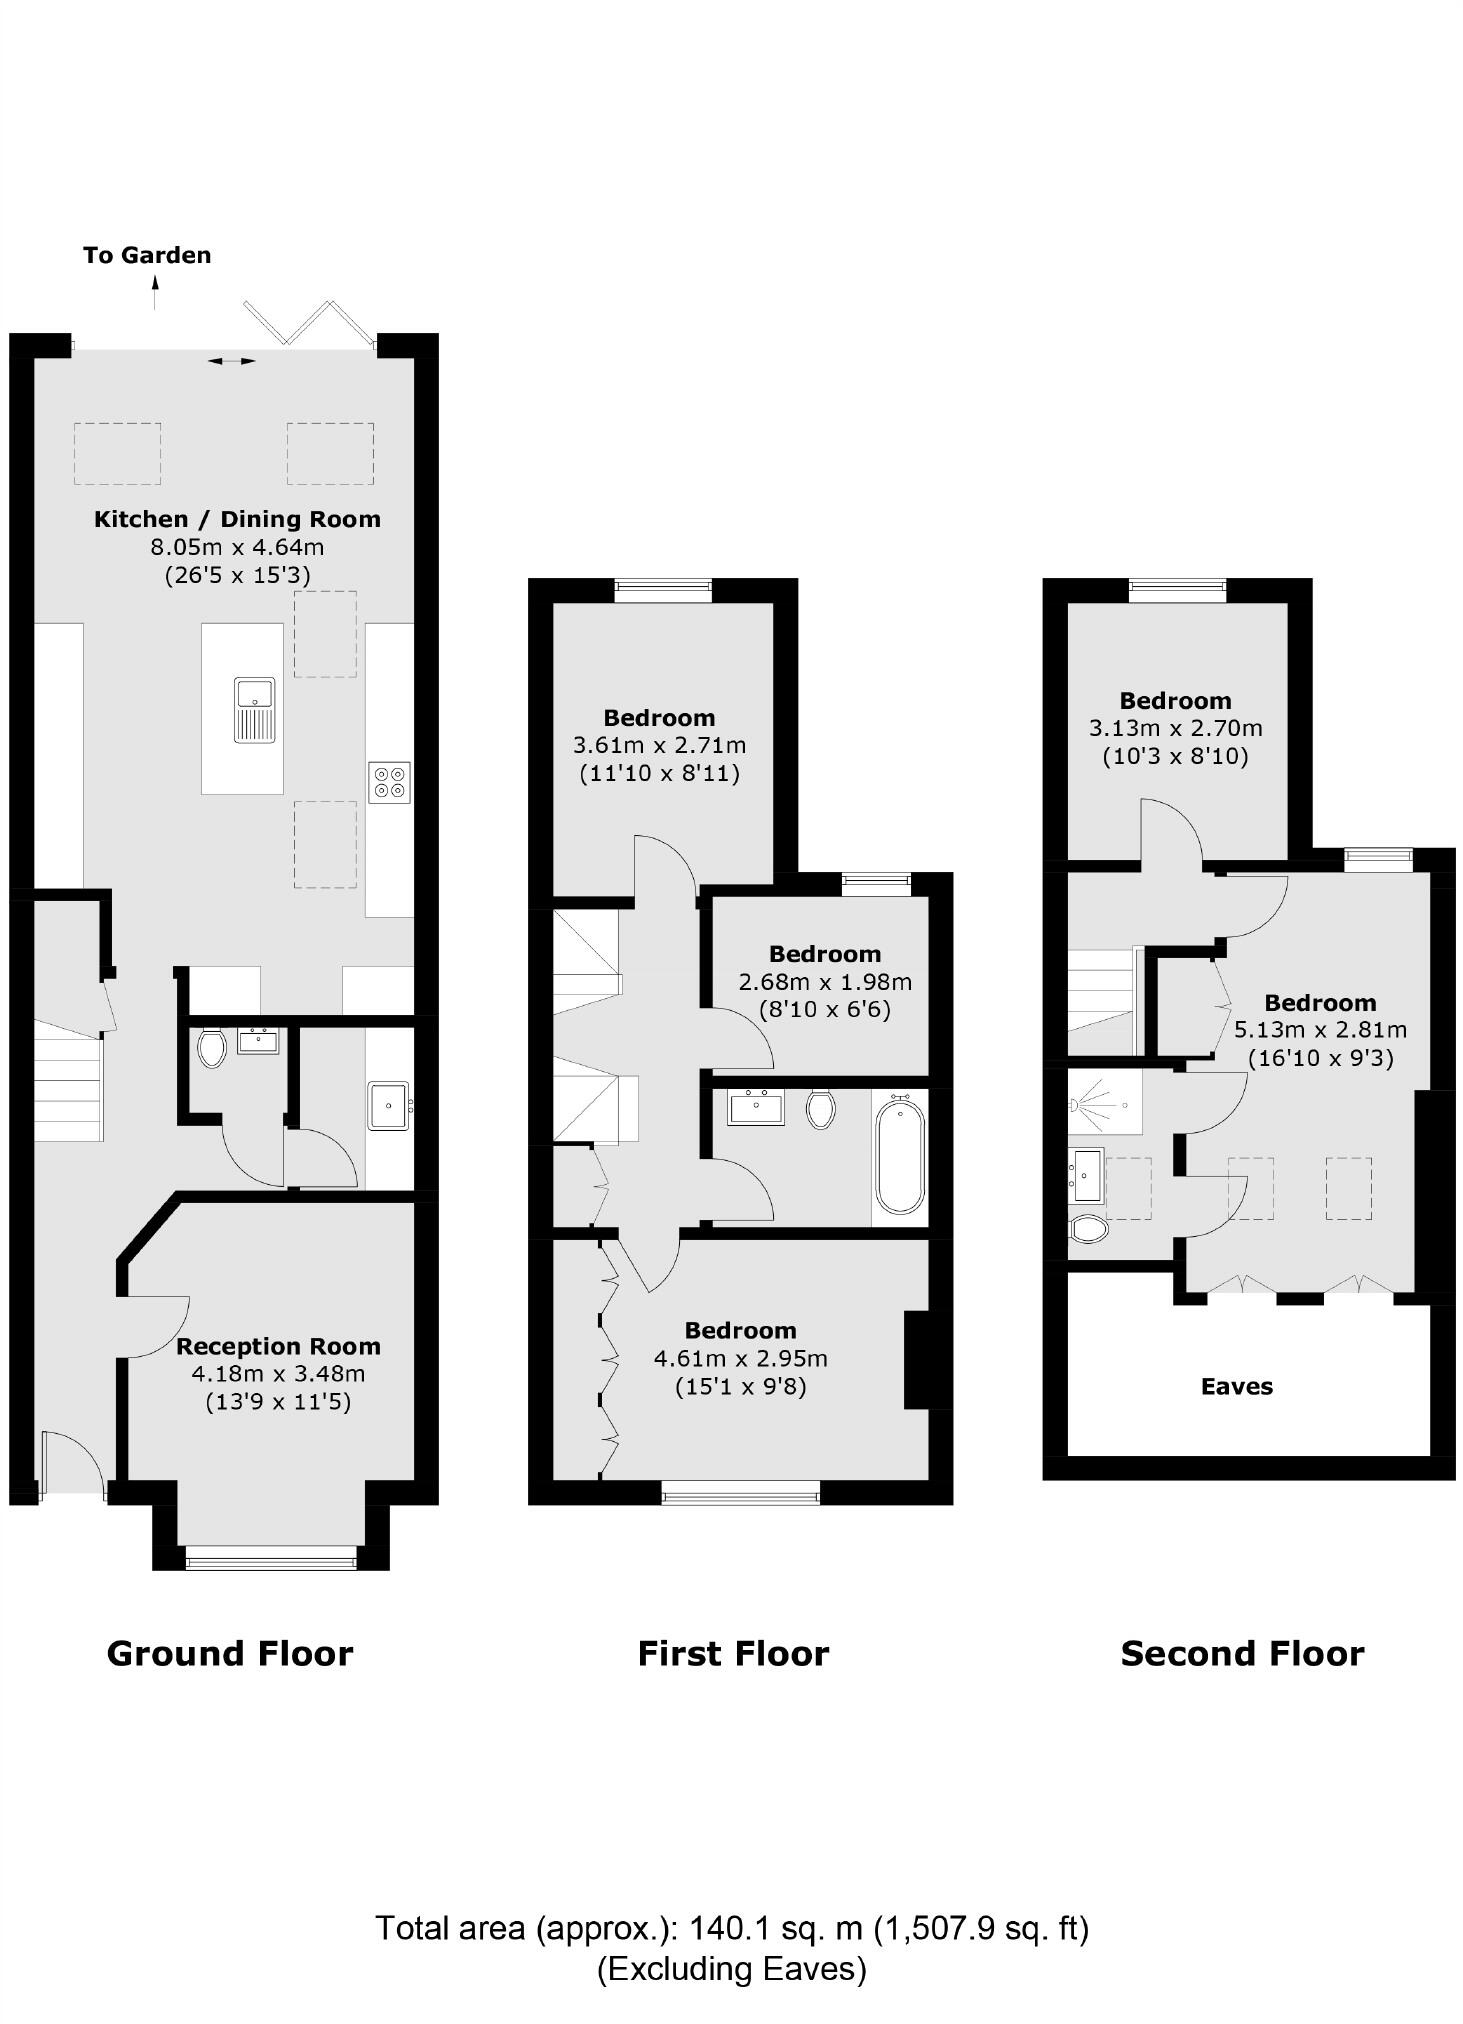 To Garden
Kitchen / Dining Room
8.05m x 4.64m
(26'5 x 15'3)
Reception Room
4.18m x 3.48m
(13'9 x 11'5)
Ground Floor
Bedroom
3.61m x 2.71m
(11'10 x 8'11)
Bedroom
2.68m x 1.98m
(8'10 x 6'6)
Bedroom
4.61m x 2.95m
(15'1 x 9'8)
First Floor
Bedroom
3.13m x 2.70m
(10'3 x 8'10)
Bedroom
5.13m x 2.81m
(16'10 x 9'3)
Eaves
Second Floor
Total area (approx.): 140.1 sq. m (1,507.9 sq. ft)
(Excluding Eaves)